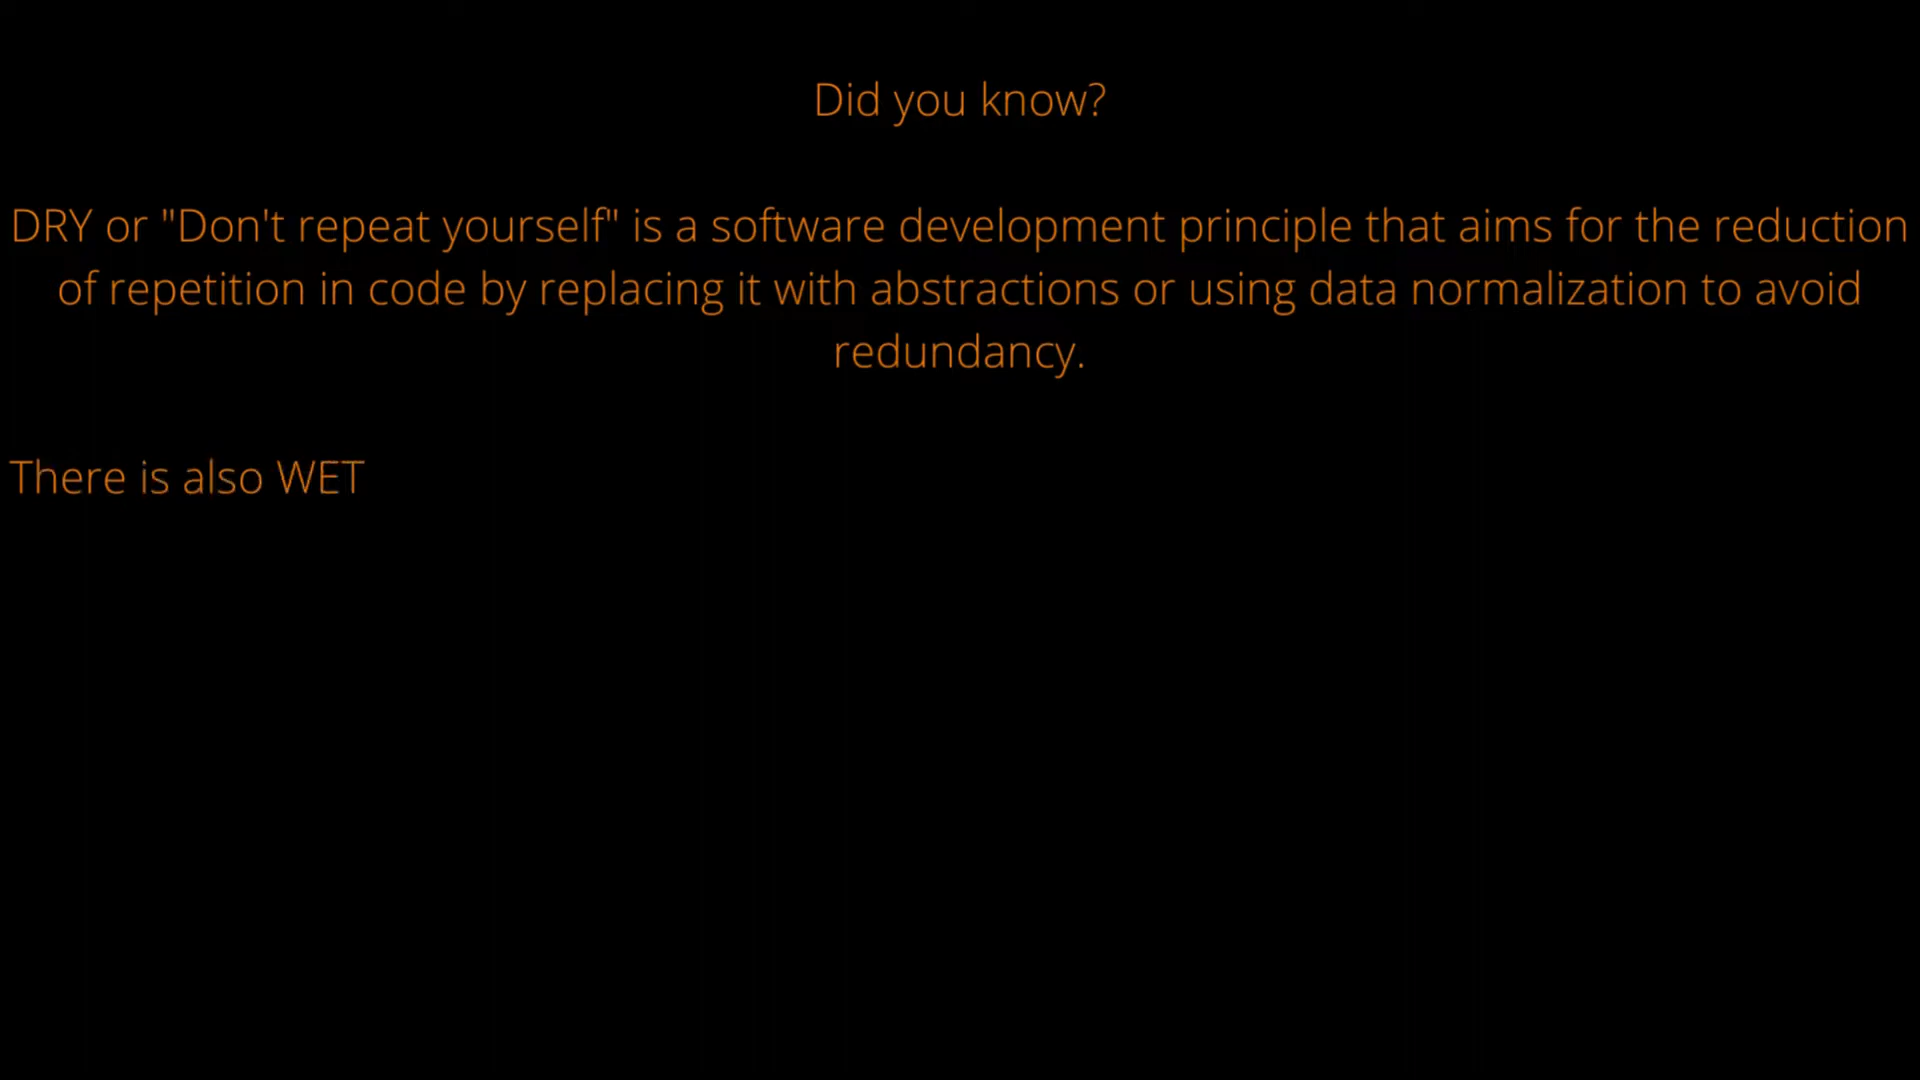 Did you know?
DRY or "Don't repeat yourself" is a software development principle that aims for the reduction
of repetition in code by replacing it with abstractions or using data normalization to avoid
redundancy.
There is also WET